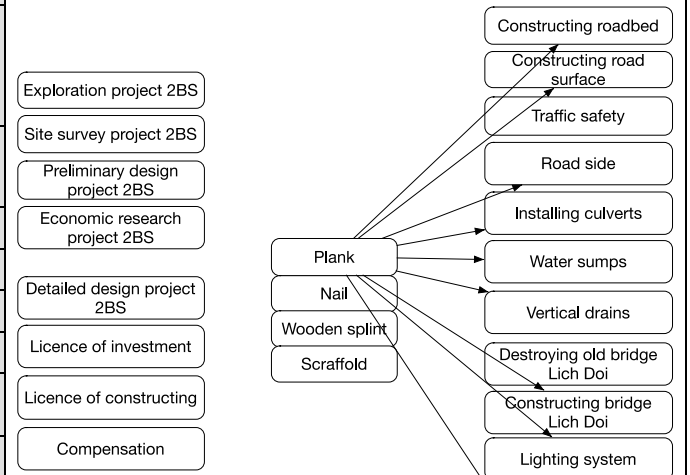 Exploration project 2BS
Site survey project 2BS
Preliminary design
project 2BS
Economic research
project 2BS
Detailed design project
2BS
Licence of investment
Licence of constructing
Compensation
Plank
Nail
Wooden splint
Scraffold
Constructing roadbed
Constructing road
surface
Traffic safety
Road side
Installing culverts
Water sumps
Vertical drains
Destroying old bridge
Lich Doi
Constructing bridge
Lich Doi
Lighting system